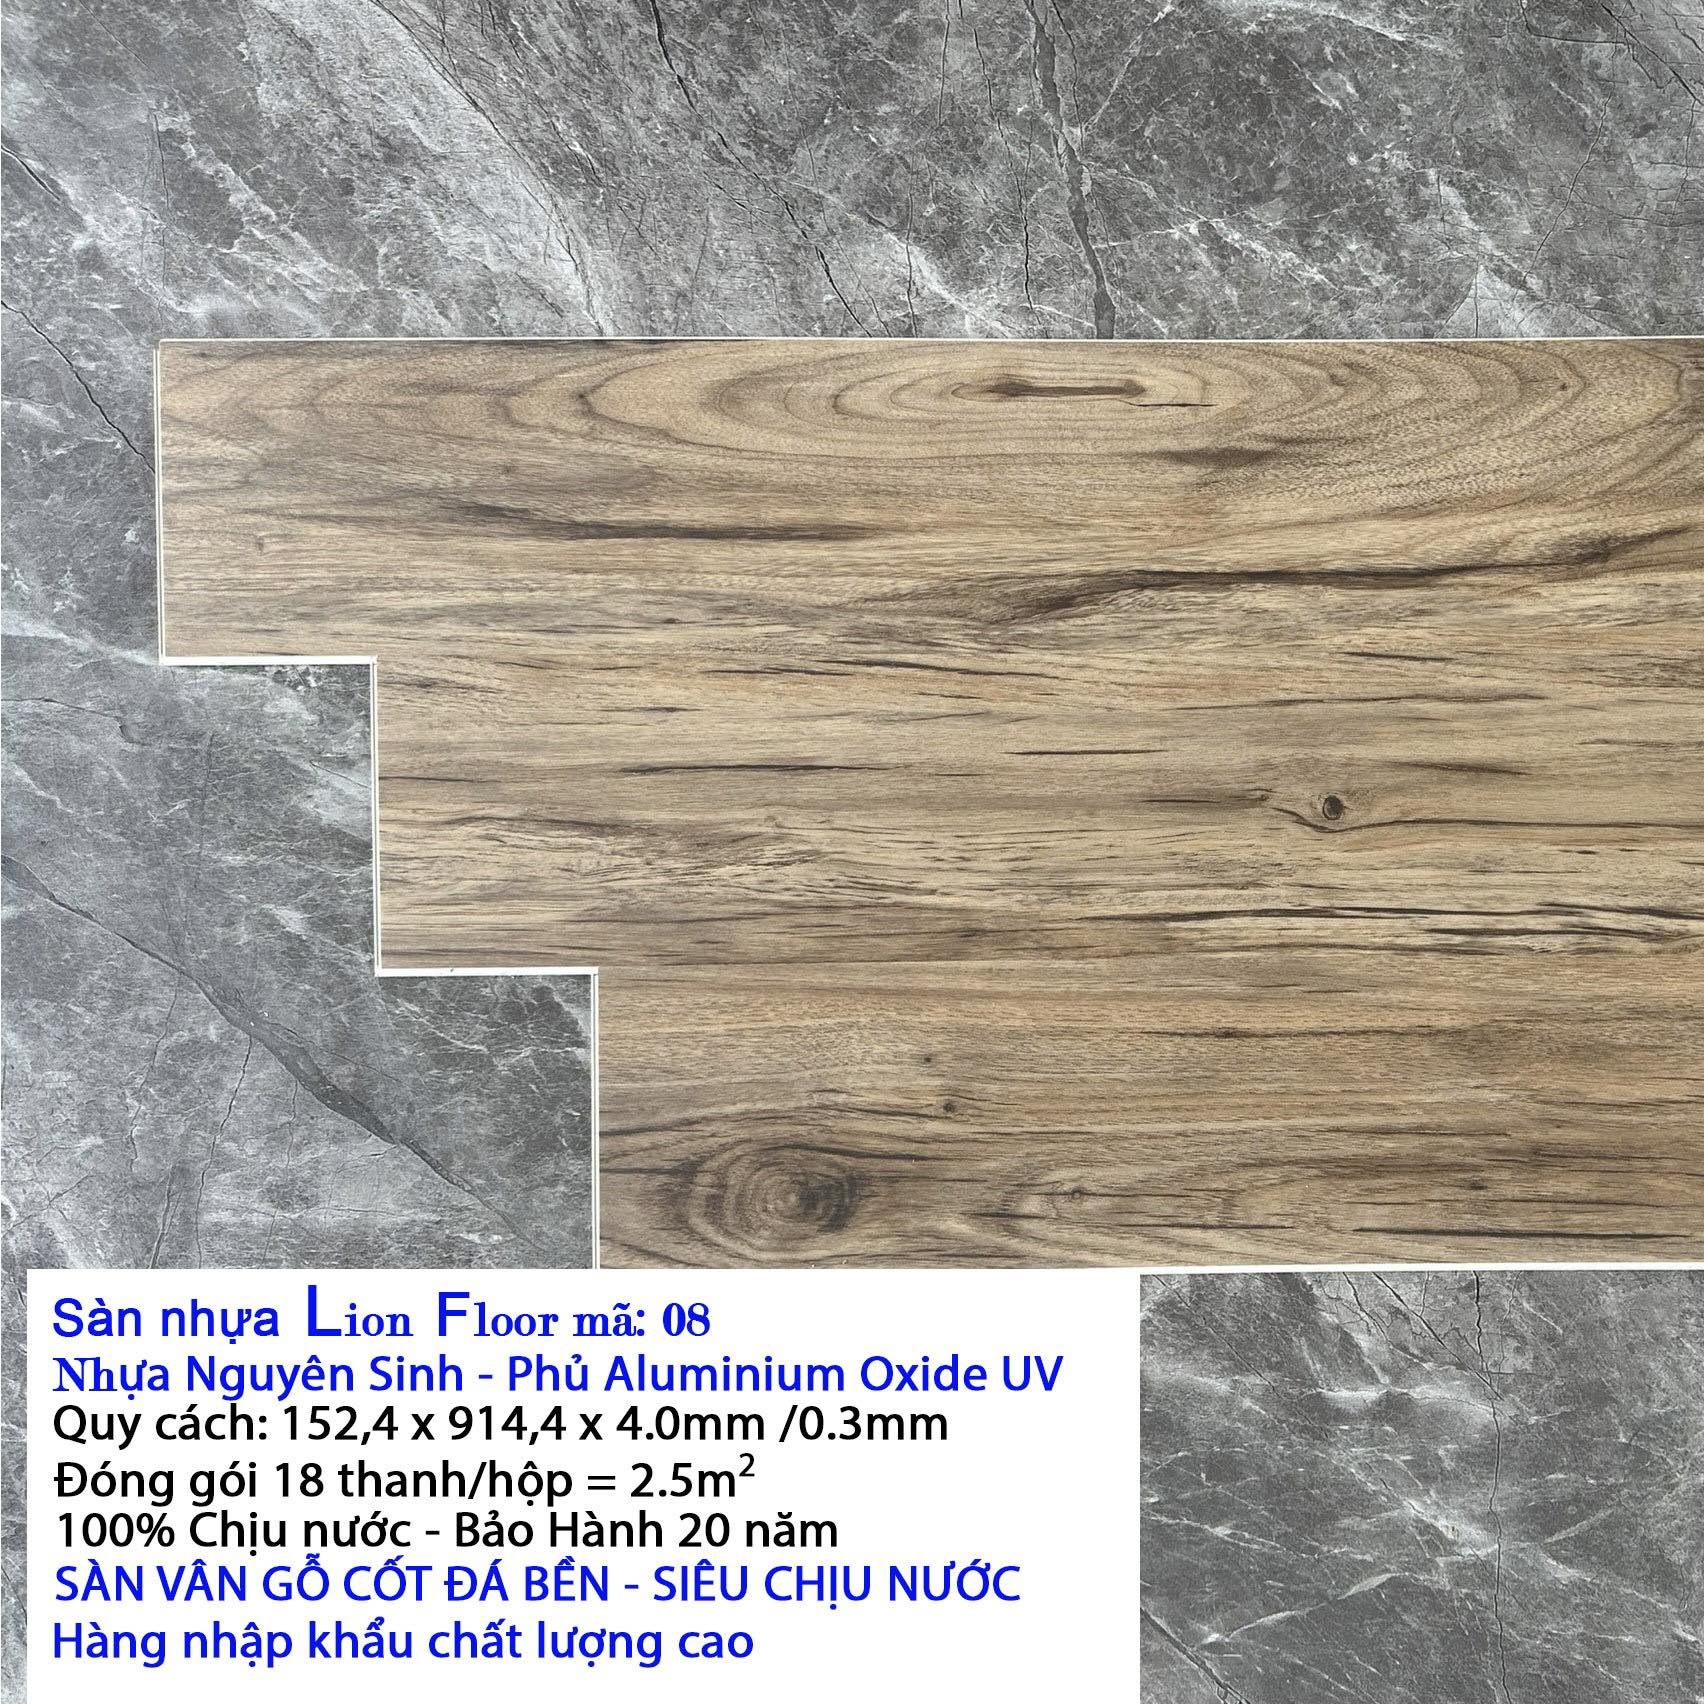 Sàn nhựa Lion Floor mã: 08
Nhựa Nguyên Sinh - Phủ Aluminium Oxide UV
Quy cách: 152,4 x 914,4 x 4.0mm /0.3mm
Đóng gói 18 thanh/hộp = 2.5m²
100% Chịu nước - Bảo Hành 20 năm
SÀN VÂN GỖ CỐT ĐÁ BỀN - SIÊU CHỊU NƯỚC
Hàng nhập khẩu chất lượng cao